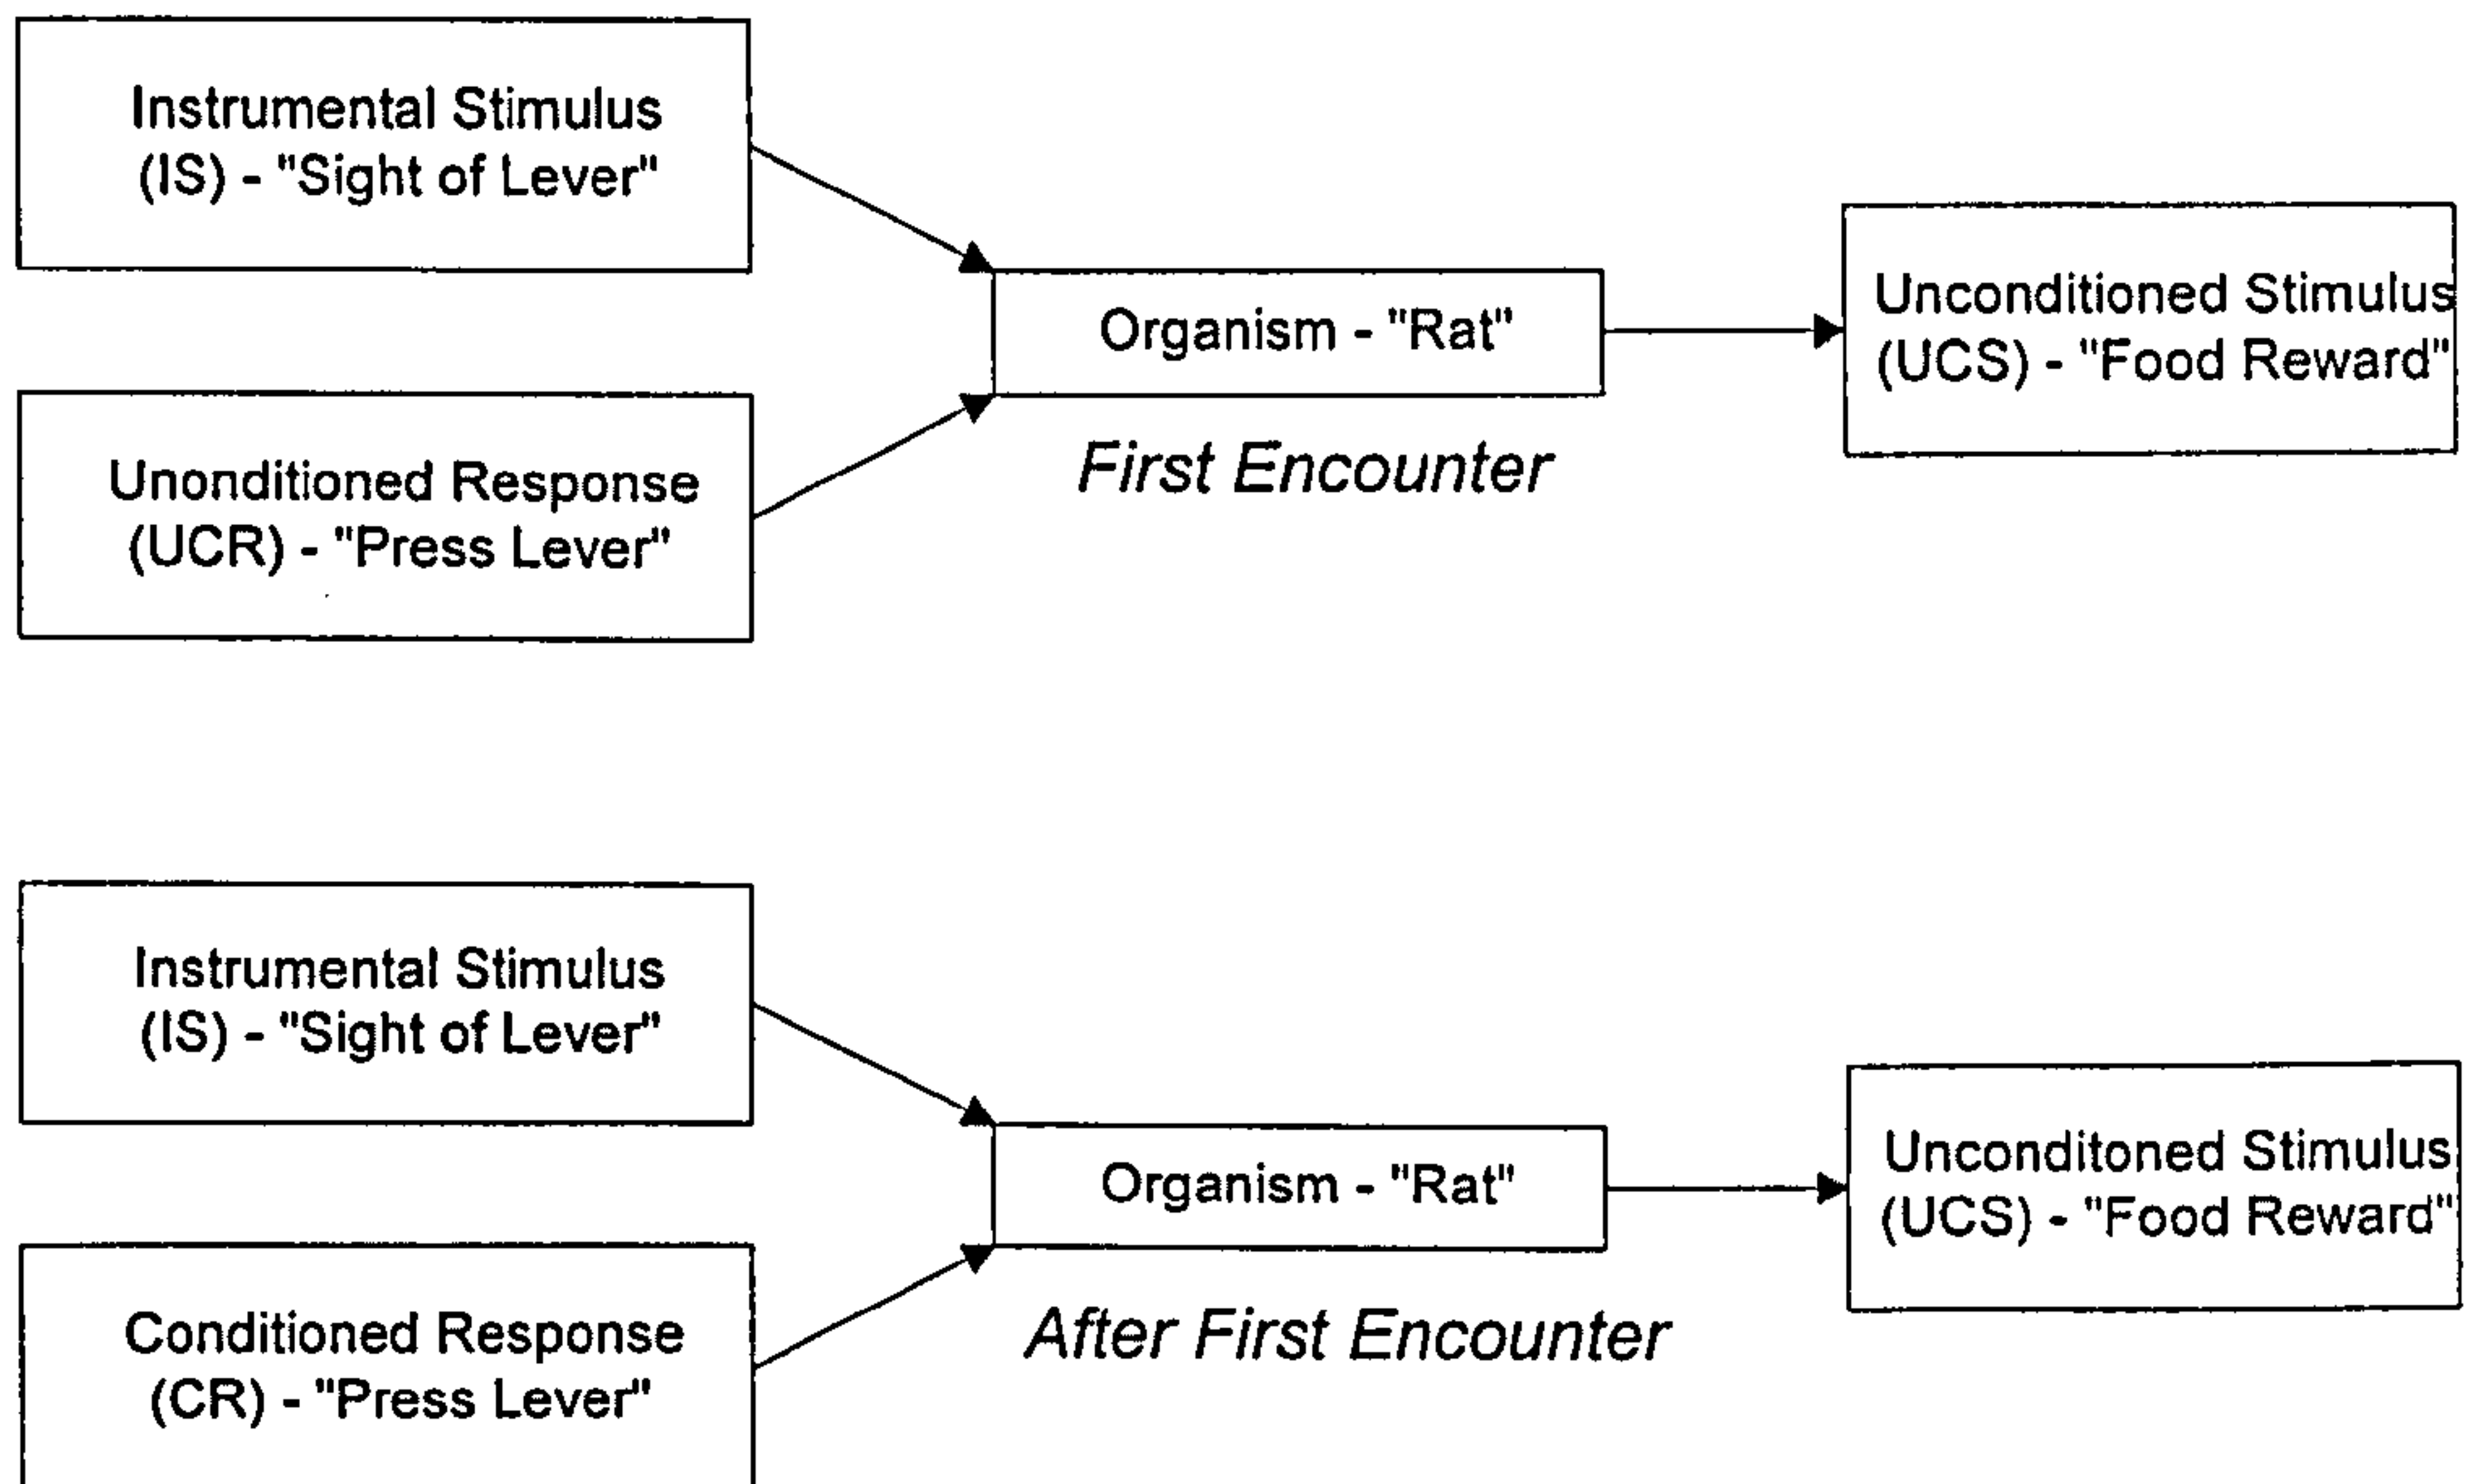 Instrumental Stimulus
(IS) - "Sight of Lever"
Organism - "Rat"
Unconditioned Stimulus
(UCS) - "Food Reward"
Unonditioned Response
(UCR) - "Press Lever"
First Encounter
Instrumental Stimulus
(IS) - "Sight of Lever"
Organism - "Rat"
Unconditoned Stimulus
(UCS) - "Food Reward"
Conditioned Response
(CR) - "Press Lever"
After First Encounter